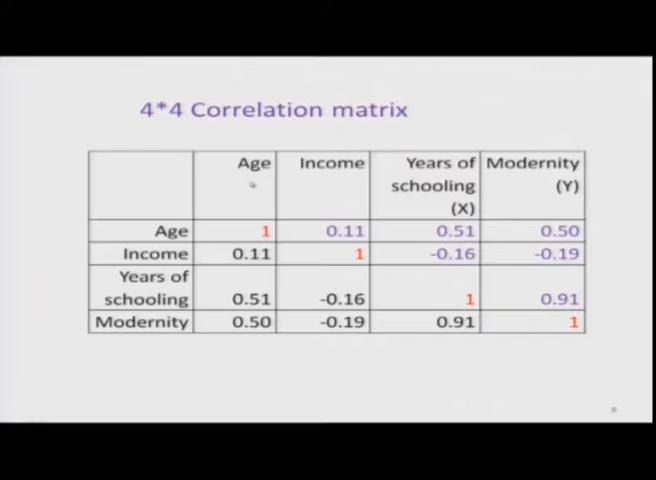 4*4 Correlation matrix
Age Income Years of Modernity
schooling (Y)
(X)
Age 1 0.11 0.51 0.50
Income 0.11 1 -0.16 -0.19
Years of
schooling 0.51 -0.16 1 0.91
Modernity 0.50 -0.19 0.91 1